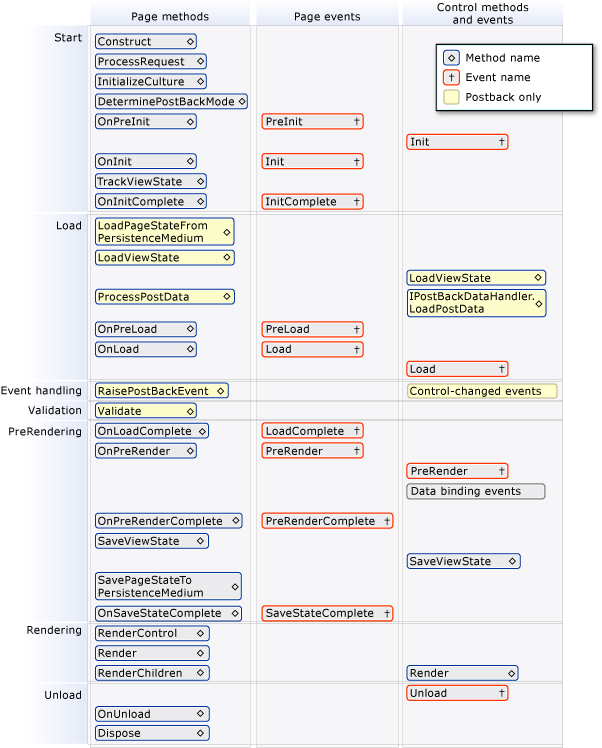 Page methods
Page events
Control methods
and events
Start
Construct ◇
ProcessRequest ◇
InitializeCulture ◇
DeterminePostBackMode ◇
OnPreInit ◇
PreInit †
Init †
OnInit ◇
Init †
TrackViewState ◇
OnInitComplete ◇
InitComplete †
◇ Method name
† Event name
Postback only
Load
LoadPageStateFrom
PersistenceMedium ◇
LoadViewState ◇
LoadViewState ◇
ProcessPostData ◇
IPostBackDataHandler.
LoadPostData ◇
OnPreLoad ◇
PreLoad †
OnLoad ◇
Load †
Load †
Event handling
RaisePostBackEvent ◇
Control-changed events
Validation
Validate ◇
PreRendering
OnLoadComplete ◇
LoadComplete †
OnPreRender ◇
PreRender †
PreRender †
Data binding events
OnPreRenderComplete ◇
PreRenderComplete †
SaveViewState ◇
SaveViewState ◇
SavePageStateTo
PersistenceMedium ◇
OnSaveStateComplete ◇
SaveStateComplete †
Rendering
RenderControl ◇
Render ◇
RenderChildren ◇
Render ◇
Unload
Unload †
OnUnload ◇
Dispose ◇